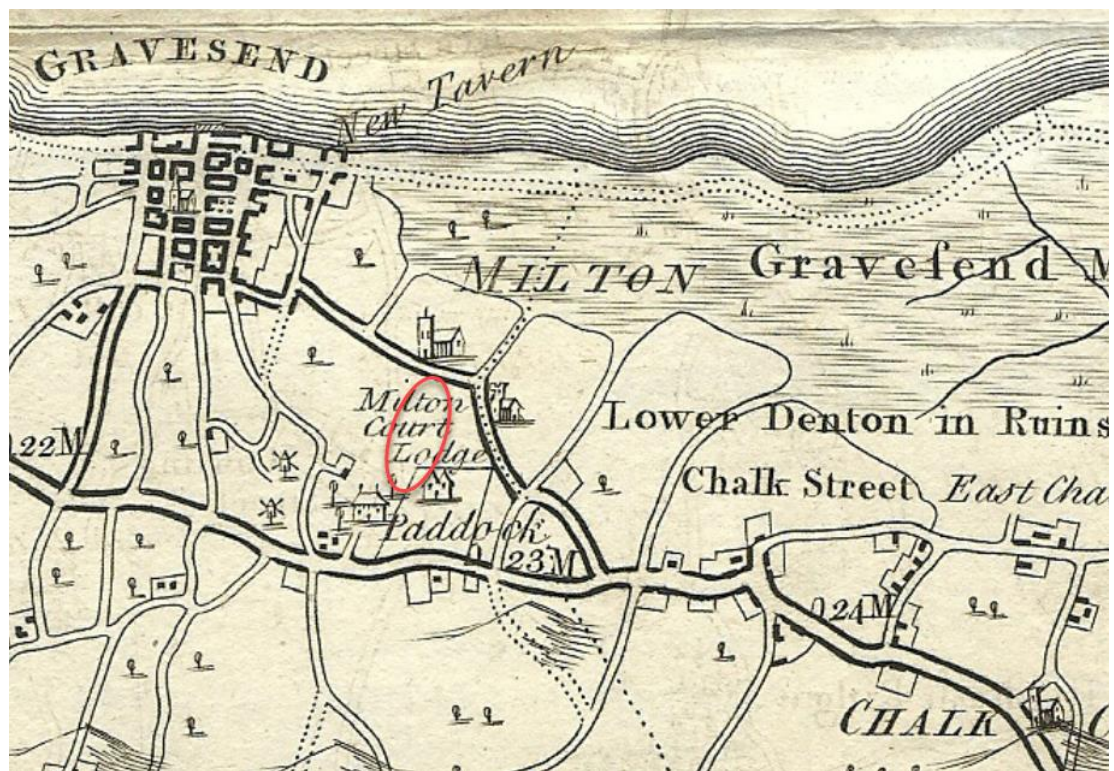 GRAVESEND
New Tavern
MILTON
Graveſend M
Milton
Court
Lodge
Lower Denton in Ruins
22M
Chalk Street
East Cha
Paddock
23M
24M
CHALK